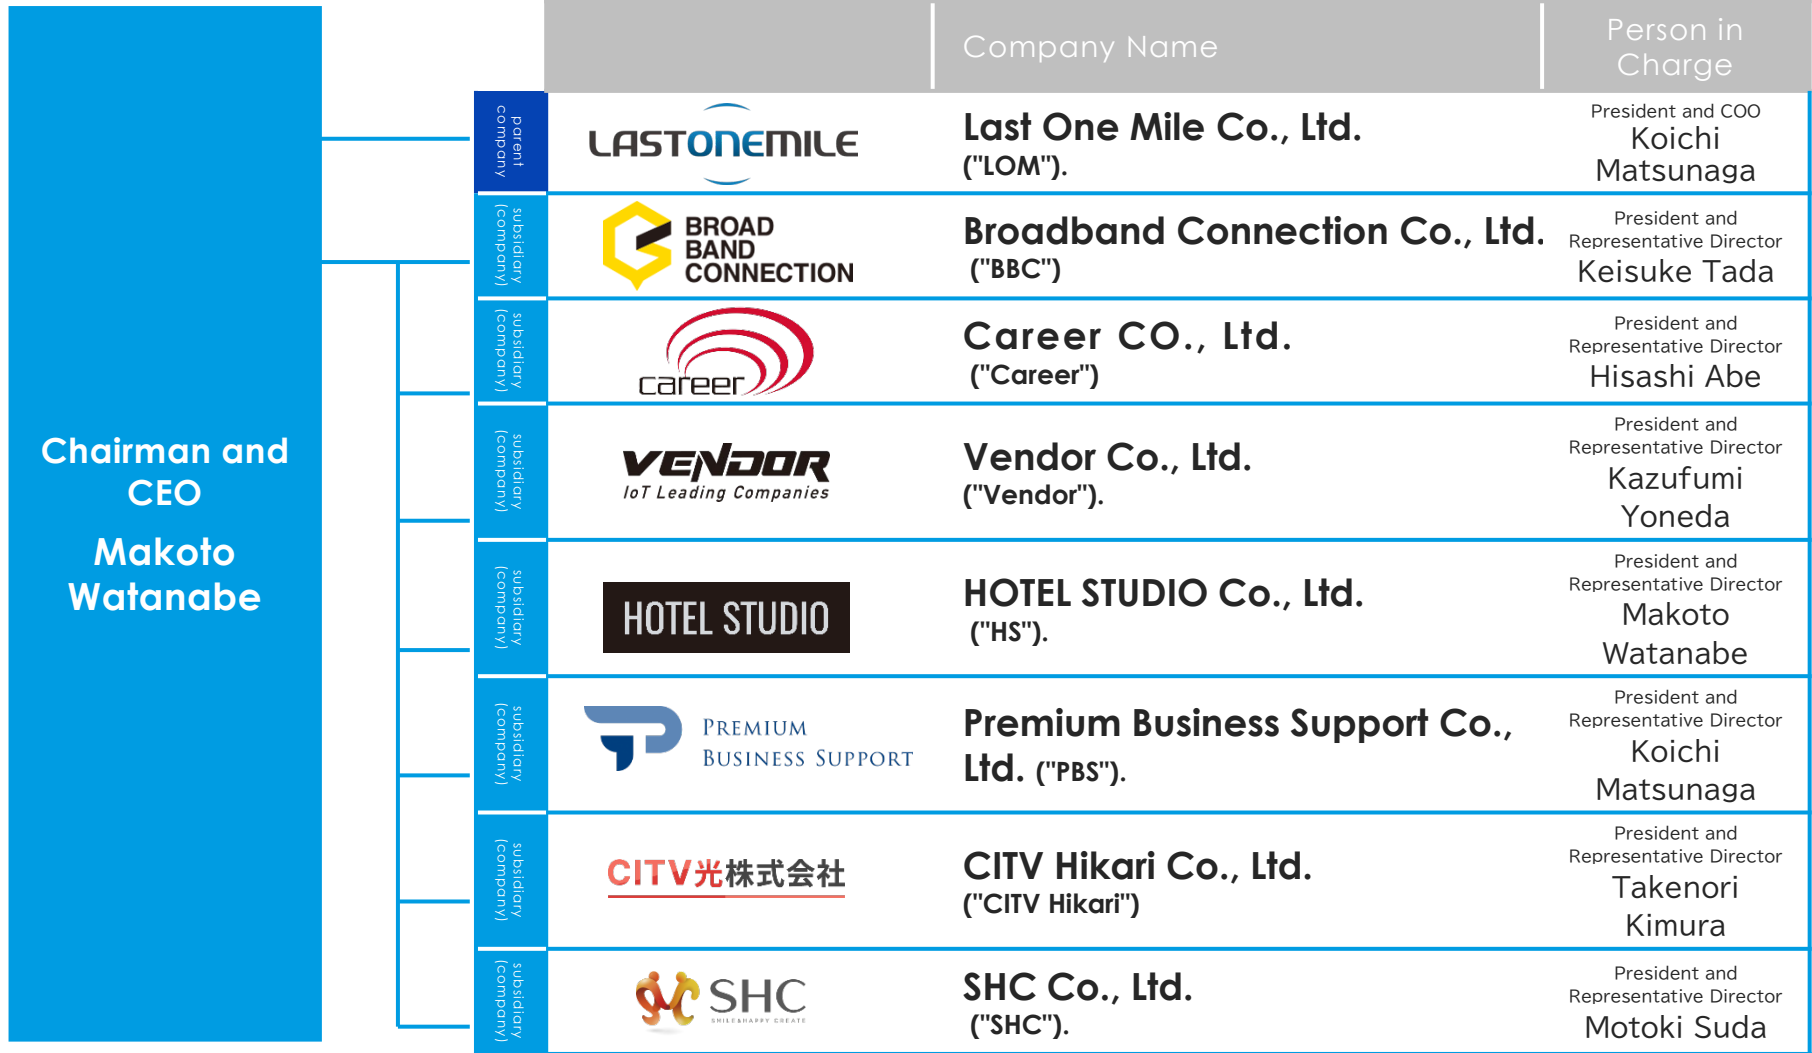 Company Name
Person in
Charge
Chairman and
CEO
Makoto
Watanabe
parent
company
LASTONEMILE
Last One Mile Co., Ltd.
("LOM").
President and COO
Koichi
Matsunaga
subsidiary
(company)
BROAD
BAND
CONNECTION
Broadband Connection Co., Ltd.
("BBC")
President and
Representative Director
Keisuke Tada
subsidiary
(company)
career
Career CO., Ltd.
("Career")
President and
Representative Director
Hisashi Abe
subsidiary
(company)
VENDOR
IoT Leading Companies
Vendor Co., Ltd.
("Vendor").
President and
Representative Director
Kazufumi
Yoneda
subsidiary
(company)
HOTEL STUDIO
HOTEL STUDIO Co., Ltd.
("HS").
President and
Representative Director
Makoto
Watanabe
subsidiary
(company)
PREMIUM
BUSINESS SUPPORT
Premium Business Support Co.,
Ltd. ("PBS").
President and
Representative Director
Koichi
Matsunaga
subsidiary
(company)
CITV光株式会社
CITV Hikari Co., Ltd.
("CITV Hikari")
President and
Representative Director
Takenori
Kimura
subsidiary
(company)
SHC
SMILE&HAPPY CREATE
SHC Co., Ltd.
("SHC").
President and
Representative Director
Motoki Suda